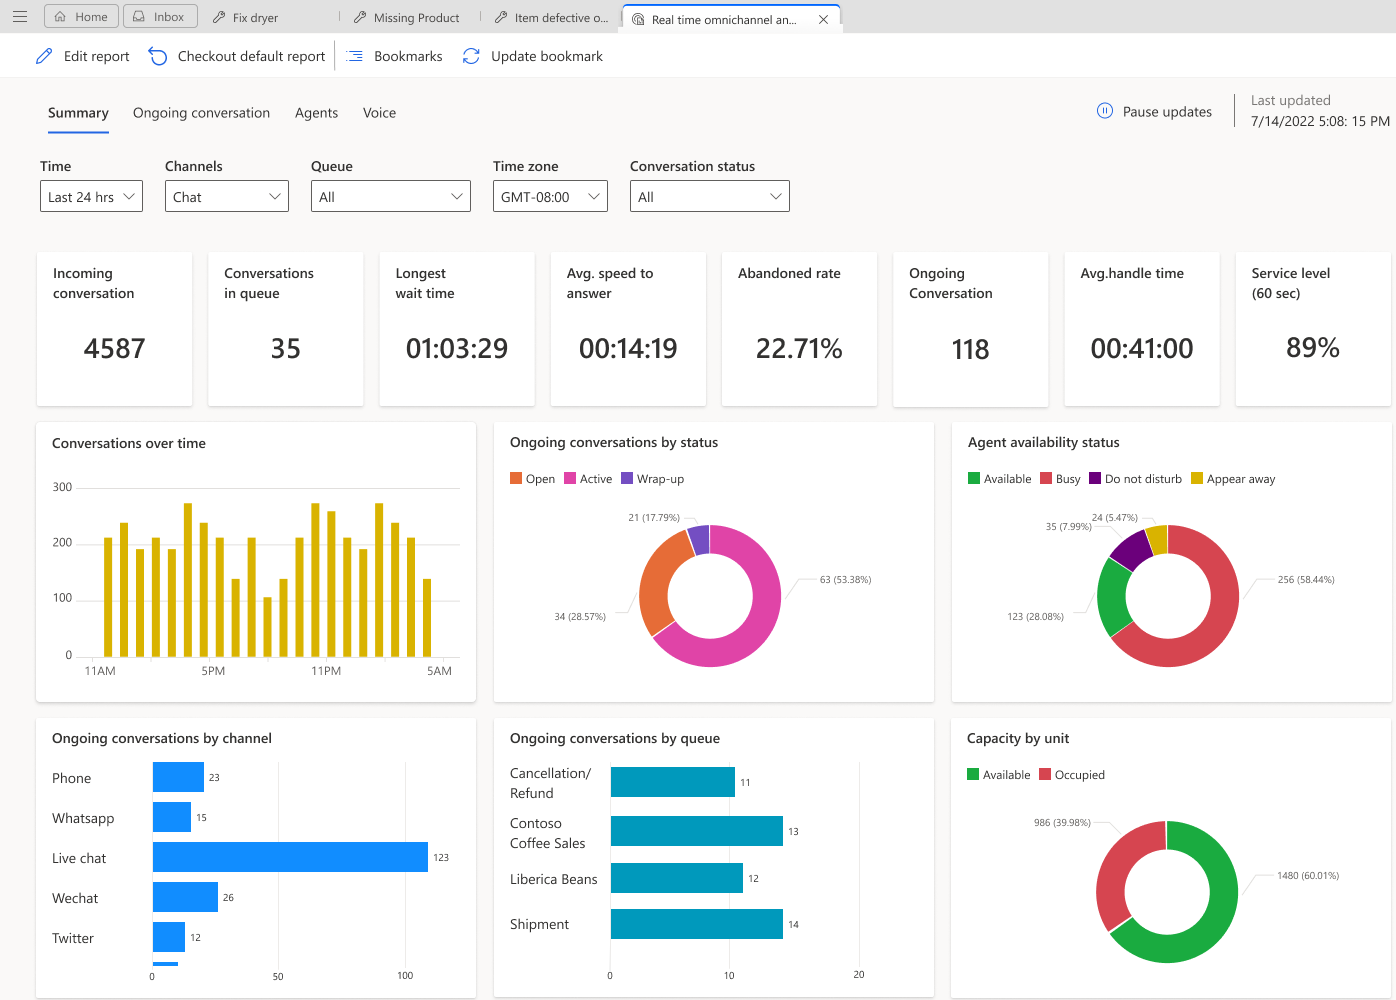 Home
Inbox
Fix dryer
Missing Product
Item defective o...
Real time omnichannel an...
Edit report
Checkout default report
Bookmarks
Update bookmark
Summary
Ongoing conversation
Agents
Voice
Pause updates
Last updated
7/14/2022 5:08: 15 PM
Time
Channels
Queue
Time zone
Conversation status
Last 24 hrs
Chat
All
GMT-08:00
All
Incoming
conversation
4587
Conversations
in queue
35
Longest
wait time
01:03:29
Avg. speed to
answer
00:14:19
Abandoned rate
22.71%
Ongoing
Conversation
118
Avg.handle time
00:41:00
Service level
(60 sec)
89%
Conversations over time
300
200
100
0
11AM
5PM
11PM
5AM
Ongoing conversations by status
Open
Active
Wrap-up
21 (17.79%)
63 (53.38%)
34 (28.57%)
Agent availability status
Available
Busy
Do not disturb
Appear away
24 (5.47%)
35 (7.99%)
256 (58.44%)
123 (28.08%)
Ongoing conversations by channel
Phone
23
Whatsapp
15
Live chat
123
Wechat
26
Twitter
12
0
50
100
Ongoing conversations by queue
Cancellation/
Refund
11
Contoso
Coffee Sales
13
Liberica Beans
12
Shipment
14
0
10
20
Capacity by unit
Available
Occupied
986 (39.98%)
1480 (60.01%)